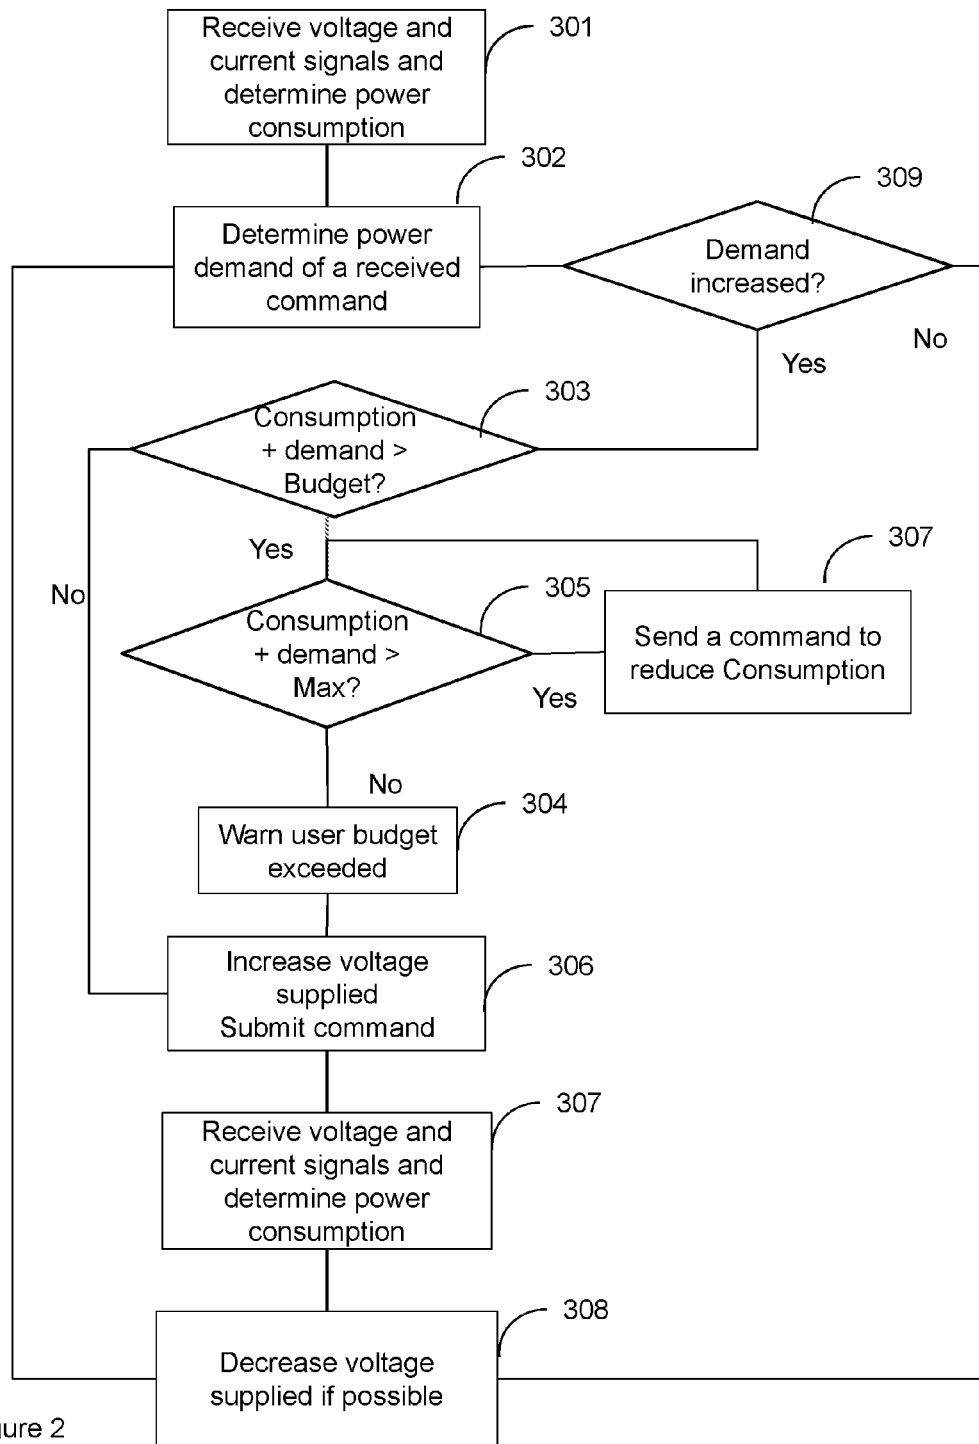 Receive voltage and
current signals and
determine power
consumption
301
302
Determine power
demand of a received
command
309
Demand
increased?
No
Yes
303
Consumption
+ demand >
Budget?
Yes
No
307
Send a command to
reduce Consumption
305
Consumption
+ demand >
Max?
Yes
No
304
Warn user budget
exceeded
Increase voltage
supplied
Submit command
306
307
Receive voltage and
current signals and
determine power
consumption
308
Decrease voltage
supplied if possible
gure 2